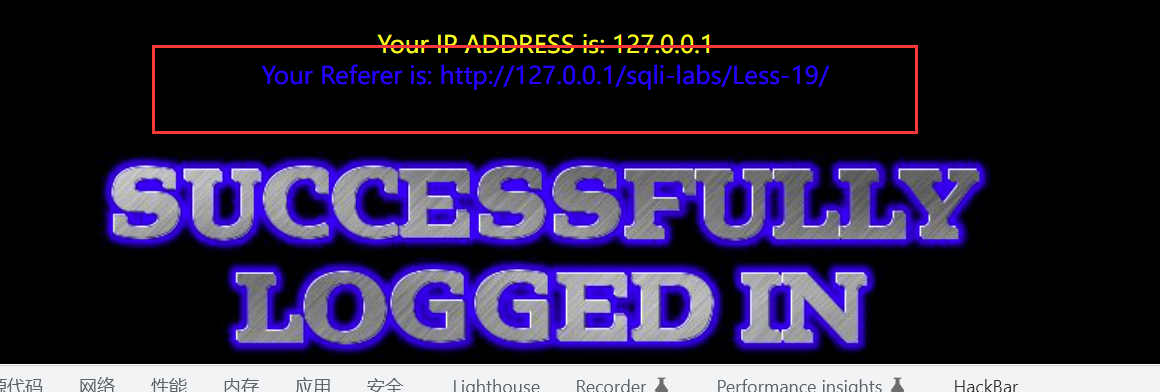 Your IP ADDRESS is: 127.0.0.1
Your Referer is: http://127.0.0.1/sqli-labs/Less-19/
SUCCESSFULLY
LOGGED IN
源代码 网络 性能 内存 应用 安全 Lighthouse Recorder Performance insights HackBar